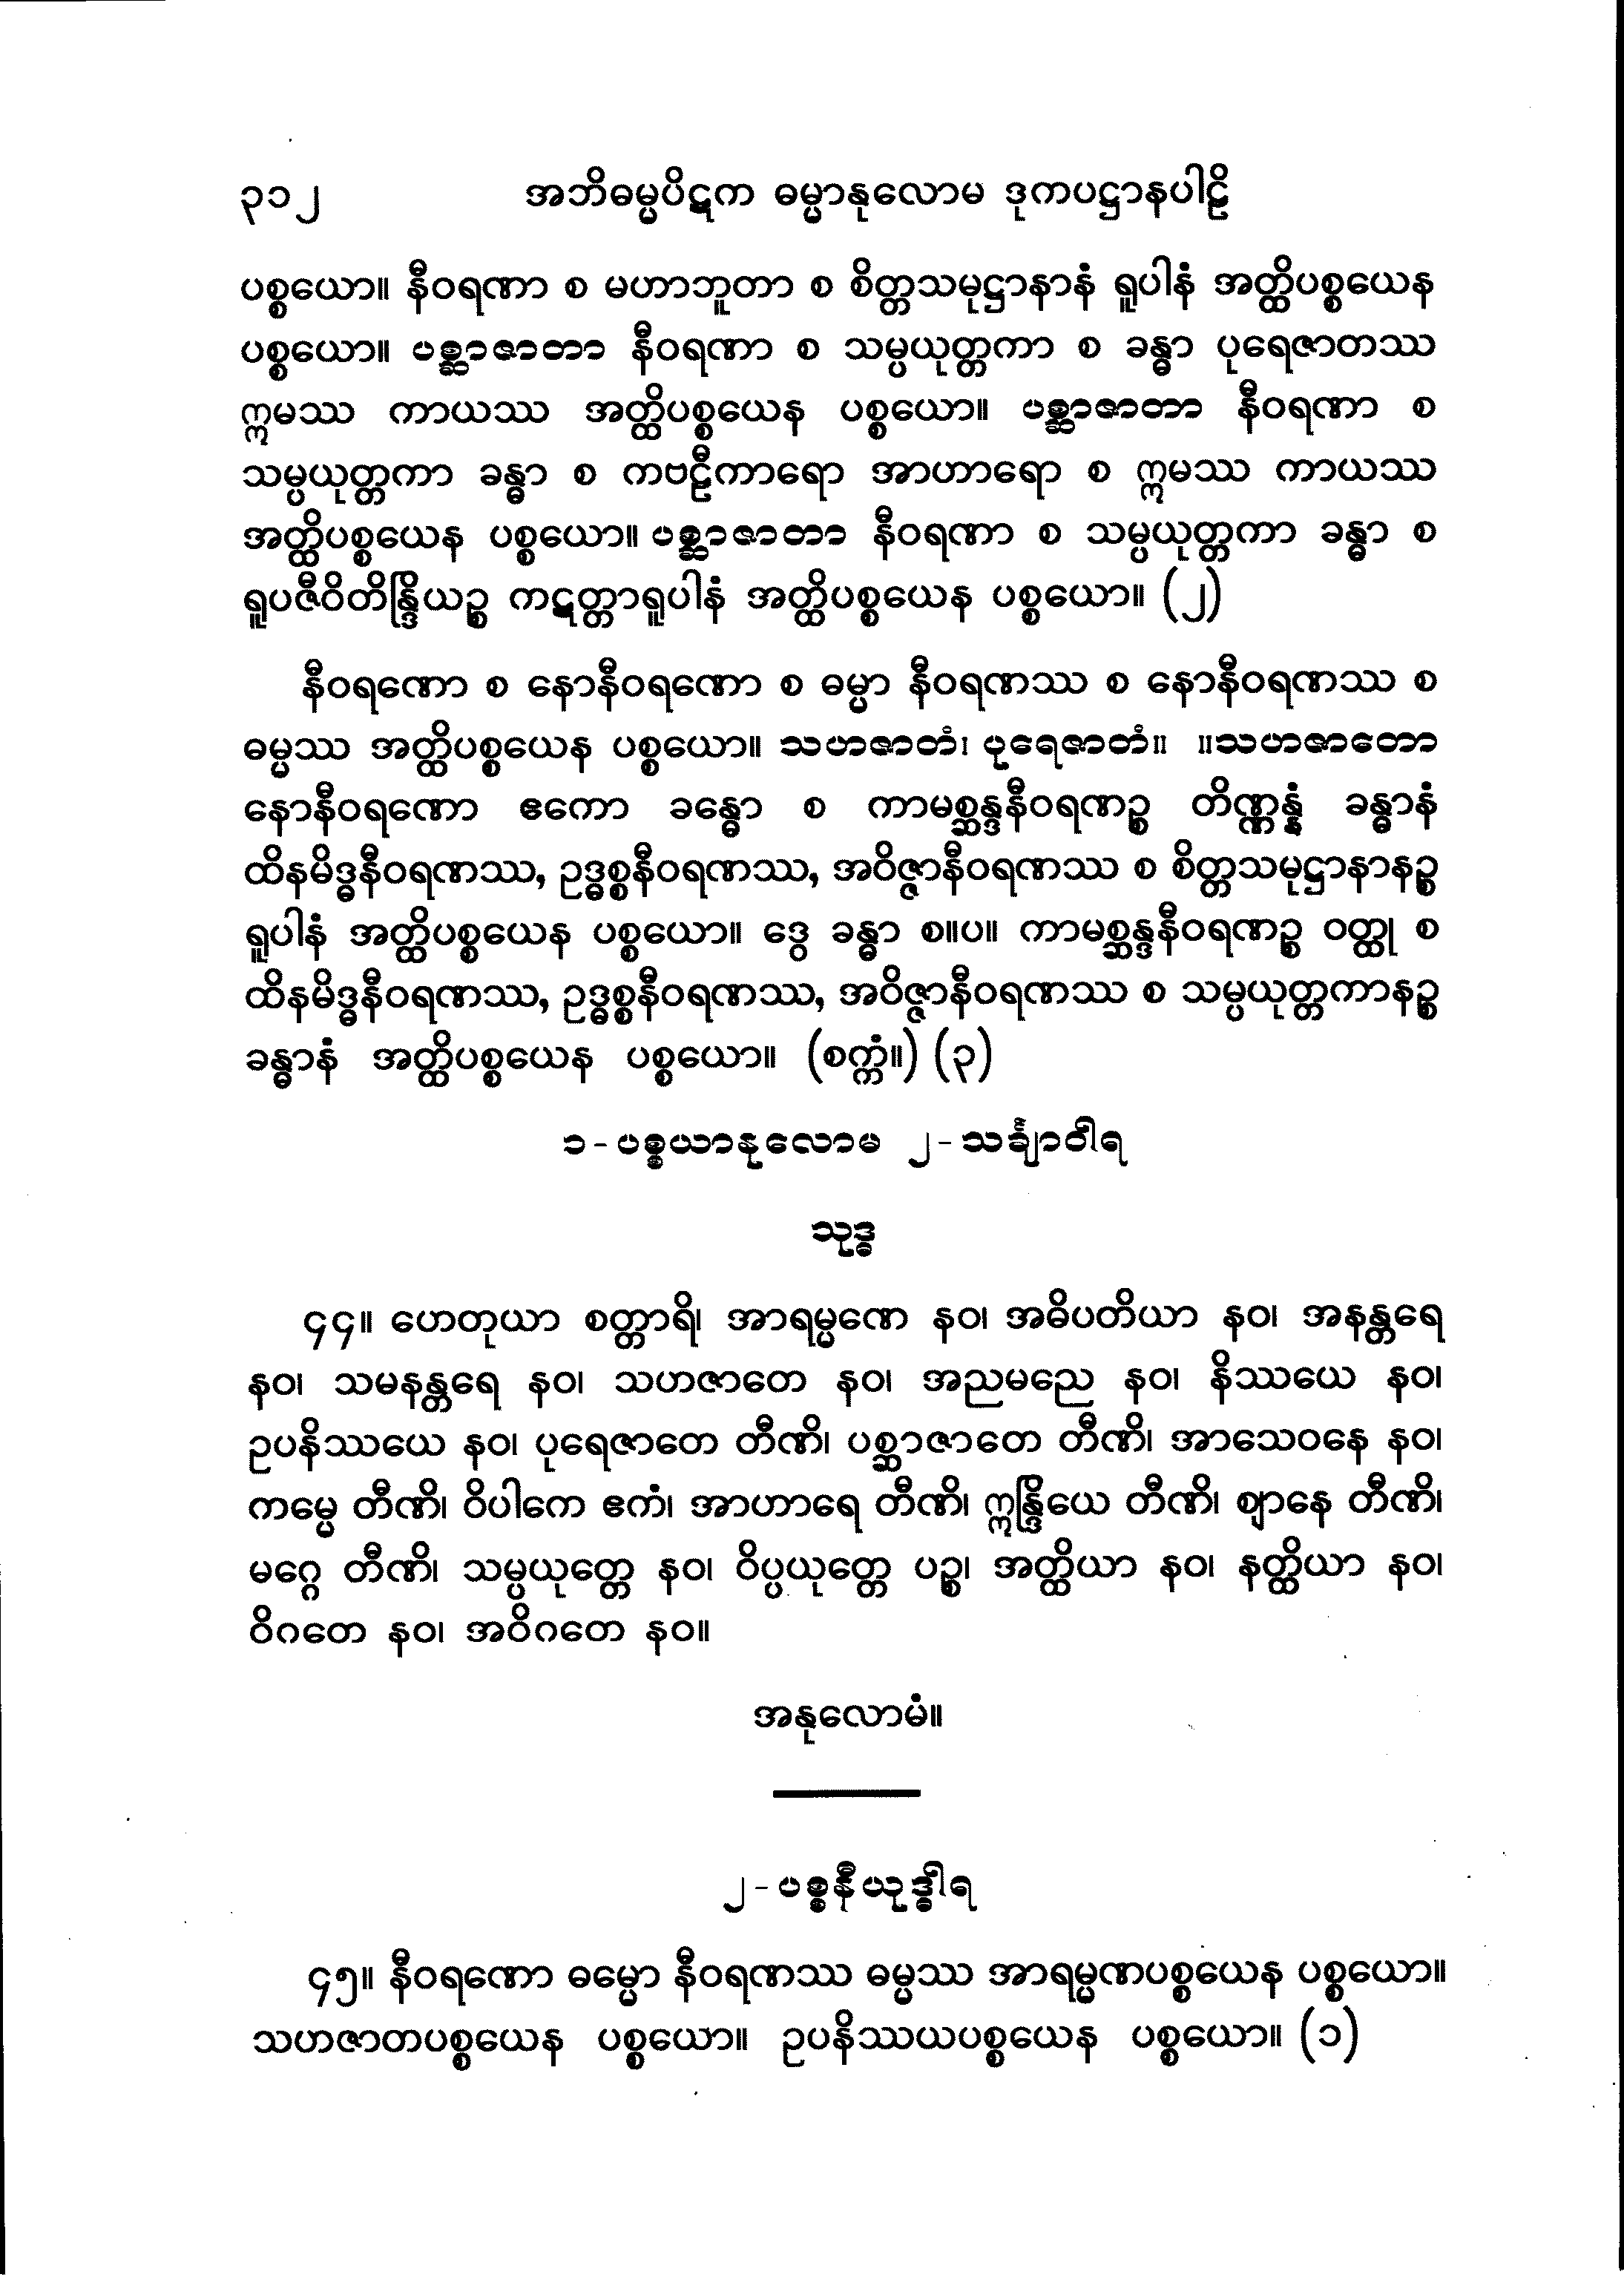 ၃၁၂ အဘိဓမ္မပိဋက ဓမ္မာနုလောမ ဒုကပဋ္ဌာနပါဠိ
ပစ္စယော။ နီဝရဏာ စ မဟာဘူတာ စ စိတ္တသမုဋ္ဌာနာနံ ရူပါနံ အတ္ထိပစ္စယေန
ပစ္စယော။ ပစ္ဆာဇာတာ နီဝရဏာ စ သမ္ပယုတ္တကာ စ ခန္ဓာ ပုရေဇာတဿ
ဣမဿ ကာယဿ အတ္ထိပစ္စယေန ပစ္စယော။ ပစ္ဆာဇာတာ နီဝရဏာ စ
သမ္ပယုတ္တကာ ခန္ဓာ စ ကဗဠီကာရော အာဟာရော စ ဣမဿ ကာယဿ
အတ္ထိပစ္စယေန ပစ္စယော။ ပစ္ဆာဇာတာ နီဝရဏာ စ သမ္ပယုတ္တကာ ခန္ဓာ စ
ရူပဇီဝိတိန္ဒြိယဉ္စ ကဋတ္တာရူပါနံ အတ္ထိပစ္စယေန ပစ္စယော။ (၂)
နီဝရဏော စ နောနီဝရဏော စ ဓမ္မာ နီဝရဏဿ စ နောနီဝရဏဿ စ
ဓမ္မဿ အတ္ထိပစ္စယေန ပစ္စယော။ သဟဇာတံ၊ ပုရေဇာတံ။ ။သဟဇာတော
နောနီဝရဏော ဧကော ခန္ဓော စ ကာမစ္ဆန္ဒနီဝရဏဉ္စ တိဏ္ဏန္နံ ခန္ဓာနံ
ထိနမိဒ္ဓနီဝရဏဿ, ဥဒ္ဓစ္စနီဝရဏဿ, အဝိဇ္ဇာနီဝရဏဿ စ စိတ္တသမုဋ္ဌာနာနဉ္စ
ရူပါနံ အတ္ထိပစ္စယေန ပစ္စယော။ ဒွေ ခန္ဓာ စ။ပ။ ကာမစ္ဆန္ဒနီဝရဏဉ္စ ဝတ္ထု စ
ထိနမိဒ္ဓနီဝရဏဿ, ဥဒ္ဓစ္စနီဝရဏဿ, အဝိဇ္ဇာနီဝရဏဿ စ သမ္ပယုတ္တကာနဉ္စ
ခန္ဓာနံ အတ္ထိပစ္စယေန ပစ္စယော။ (စက္ကံ။) (၃)
၁-ပစ္စယာနုလောမ ၂-သင်္ချာဝါရ
သုဒ္ဓ
၄၄။ ဟေတုယာ စတ္တာရိ၊ အာရမ္မဏေ နဝ၊ အဓိပတိယာ နဝ၊ အနန္တရေ
နဝ၊ သမနန္တရေ နဝ၊ သဟဇာတေ နဝ၊ အညမညေ နဝ၊ နိဿယေ နဝ၊
ဥပနိဿယေ နဝ၊ ပုရေဇာတေ တီဏိ၊ ပစ္ဆာဇာတေ တီဏိ၊ အာသေဝနေ နဝ၊
ကမ္မေ တီဏိ၊ ဝိပါကေ ဧကံ၊ အာဟာရေ တီဏိ၊ ဣန္ဒြိယေ တီဏိ၊ ဈာနေ တီဏိ၊
မဂ္ဂေ တီဏိ၊ သမ္ပယုတ္တေ နဝ၊ ဝိပ္ပယုတ္တေ ပဉ္စ၊ အတ္ထိယာ နဝ၊ နတ္ထိယာ နဝ၊
ဝိဂတေ နဝ၊ အဝိဂတေ နဝ။
အနုလောမံ။
၂-ပစ္စနီယုဒ္ဓါရ
၄၅။ နီဝရဏော ဓမ္မော နီဝရဏဿ ဓမ္မဿ အာရမ္မဏပစ္စယေန ပစ္စယော။
သဟဇာတပစ္စယေန ပစ္စယော။ ဥပနိဿယပစ္စယေန ပစ္စယော။ (၁)